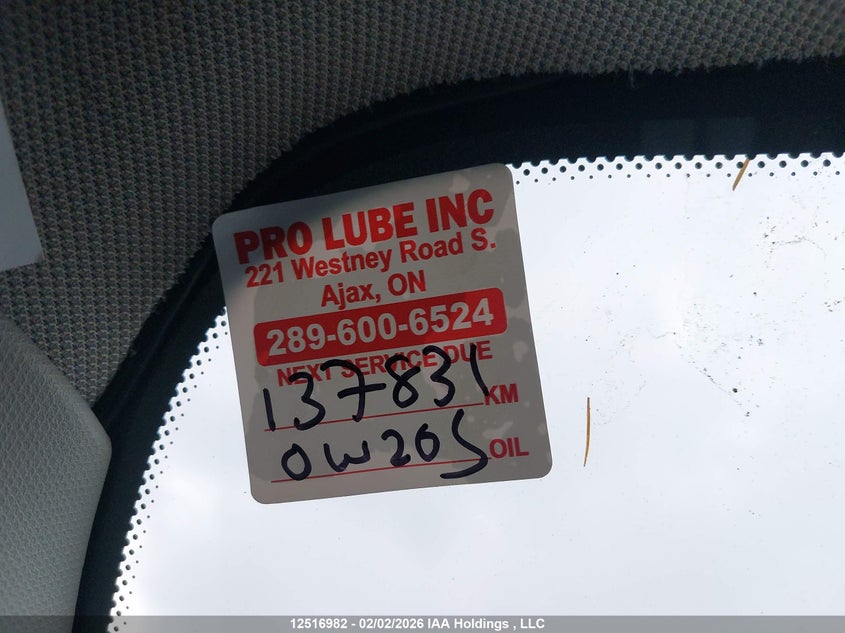 PRO LUBE INC
221 Westney Road S.
Ajax, ON
289-600-6524
NEXT SERVICE DUE
137831 KM
0W20S OIL
12516982 - 02/02/2026 IAA Holdings , LLC